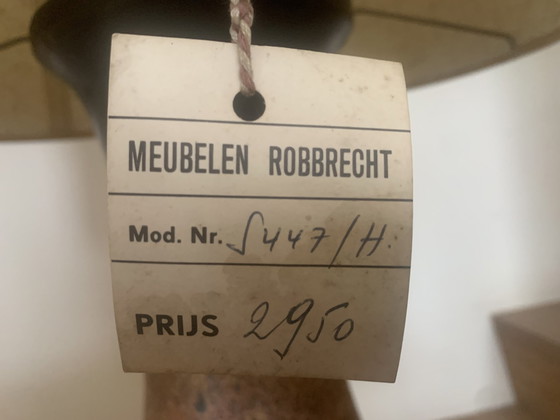 MEUBELEN ROBBRECHT
Mod. Nr. S447/H.
PRIJS 2950